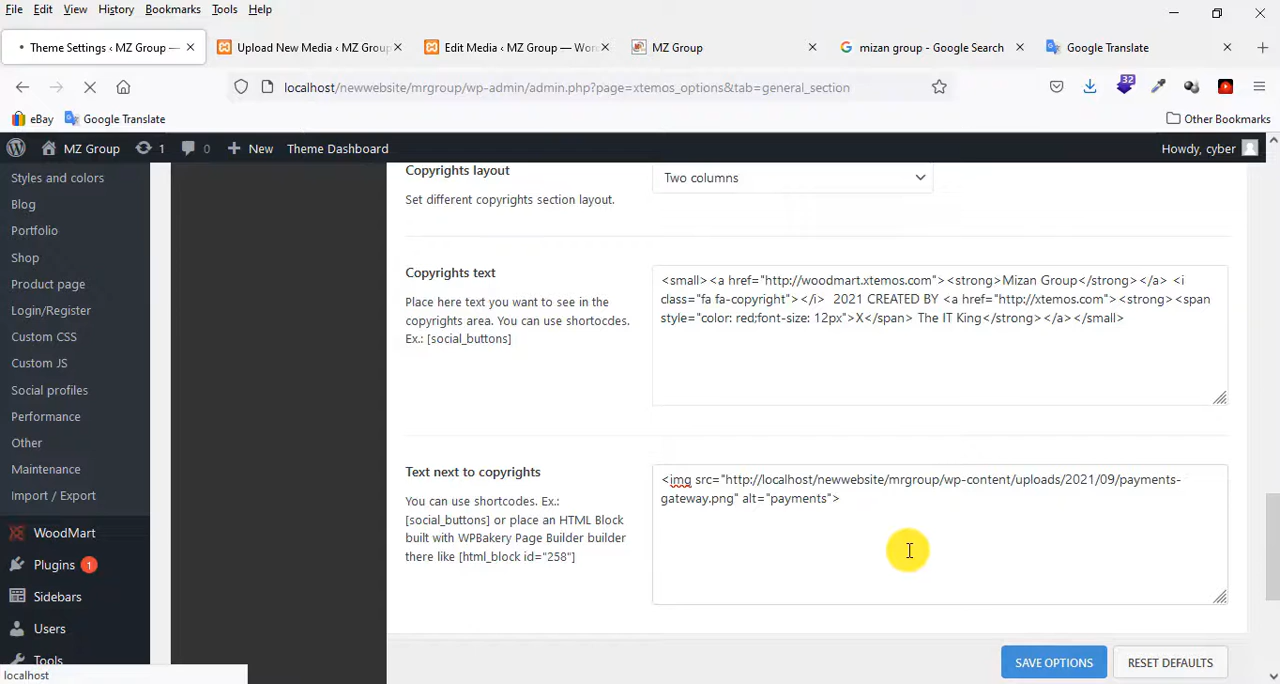 File Edit View History Bookmarks Tools Help
Theme Settings ‹ MZ Group —
Upload New Media ‹ MZ Group
Edit Media ‹ MZ Group — Wor
MZ Group
mizan group - Google Search
Google Translate
localhost/newwebsite/mrgroup/wp-admin/admin.php?page=xtemos_options&tab=general_section
32
eBay
Google Translate
Other Bookmarks
MZ Group
1
0
New
Theme Dashboard
Howdy, cyber
Styles and colors
Blog
Portfolio
Shop
Product page
Login/Register
Custom CSS
Custom JS
Social profiles
Performance
Other
Maintenance
Import / Export
WoodMart
Plugins 1
Sidebars
Users
Tools
localhost
Copyrights layout
Set different copyrights section layout.
Two columns
Copyrights text
Place here text you want to see in the
copyrights area. You can use shortocdes.
Ex.: [social_buttons]
<small><a href="http://woodmart.xtemos.com"><strong>Mizan Group</strong></a> <i
class="fa fa-copyright"></i>  2021 CREATED BY <a href="http://xtemos.com"><strong><span
style="color: red;font-size: 12px">X</span> The IT King</strong></a></small>
Text next to copyrights
You can use shortcodes. Ex.:
[social_buttons] or place an HTML Block
built with WPBakery Page Builder builder
there like [html_block id="258"]
<img src="http://localhost/newwebsite/mrgroup/wp-content/uploads/2021/09/payments-
gateway.png" alt="payments">
SAVE OPTIONS
RESET DEFAULTS